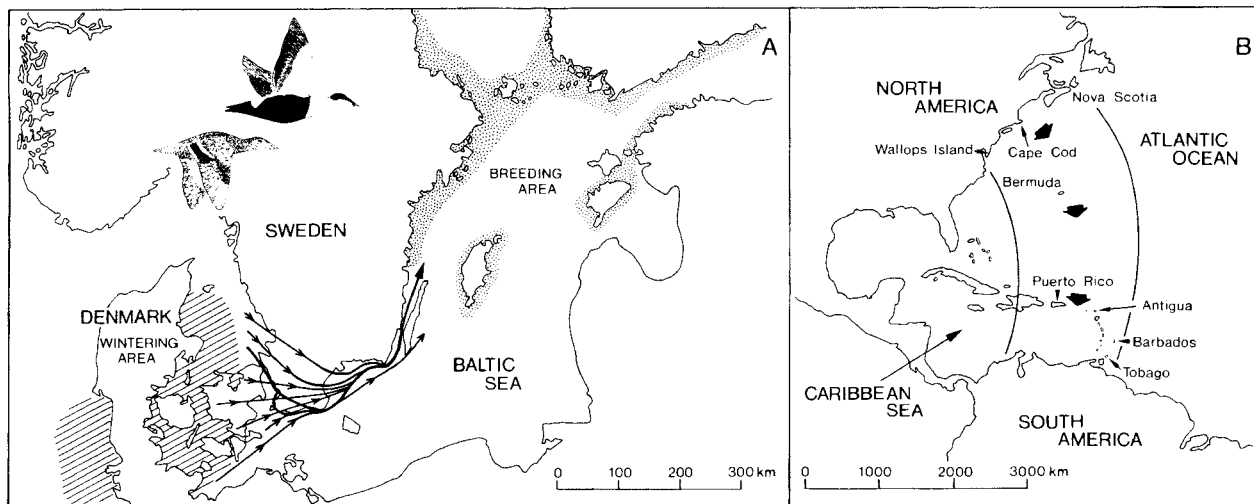 A
BREEDING
AREA
SWEDEN
DENMARK
WINTERING
AREA
BALTIC
SEA
0 100 200 300 km
B
NORTH
AMERICA
Nova Scotia
ATLANTIC
OCEAN
Wallops Island
Cape Cod
Bermuda
Puerto Rico
Antigua
Barbados
Tobago
CARIBBEAN
SEA
SOUTH
AMERICA
0 1000 2000 3000 km